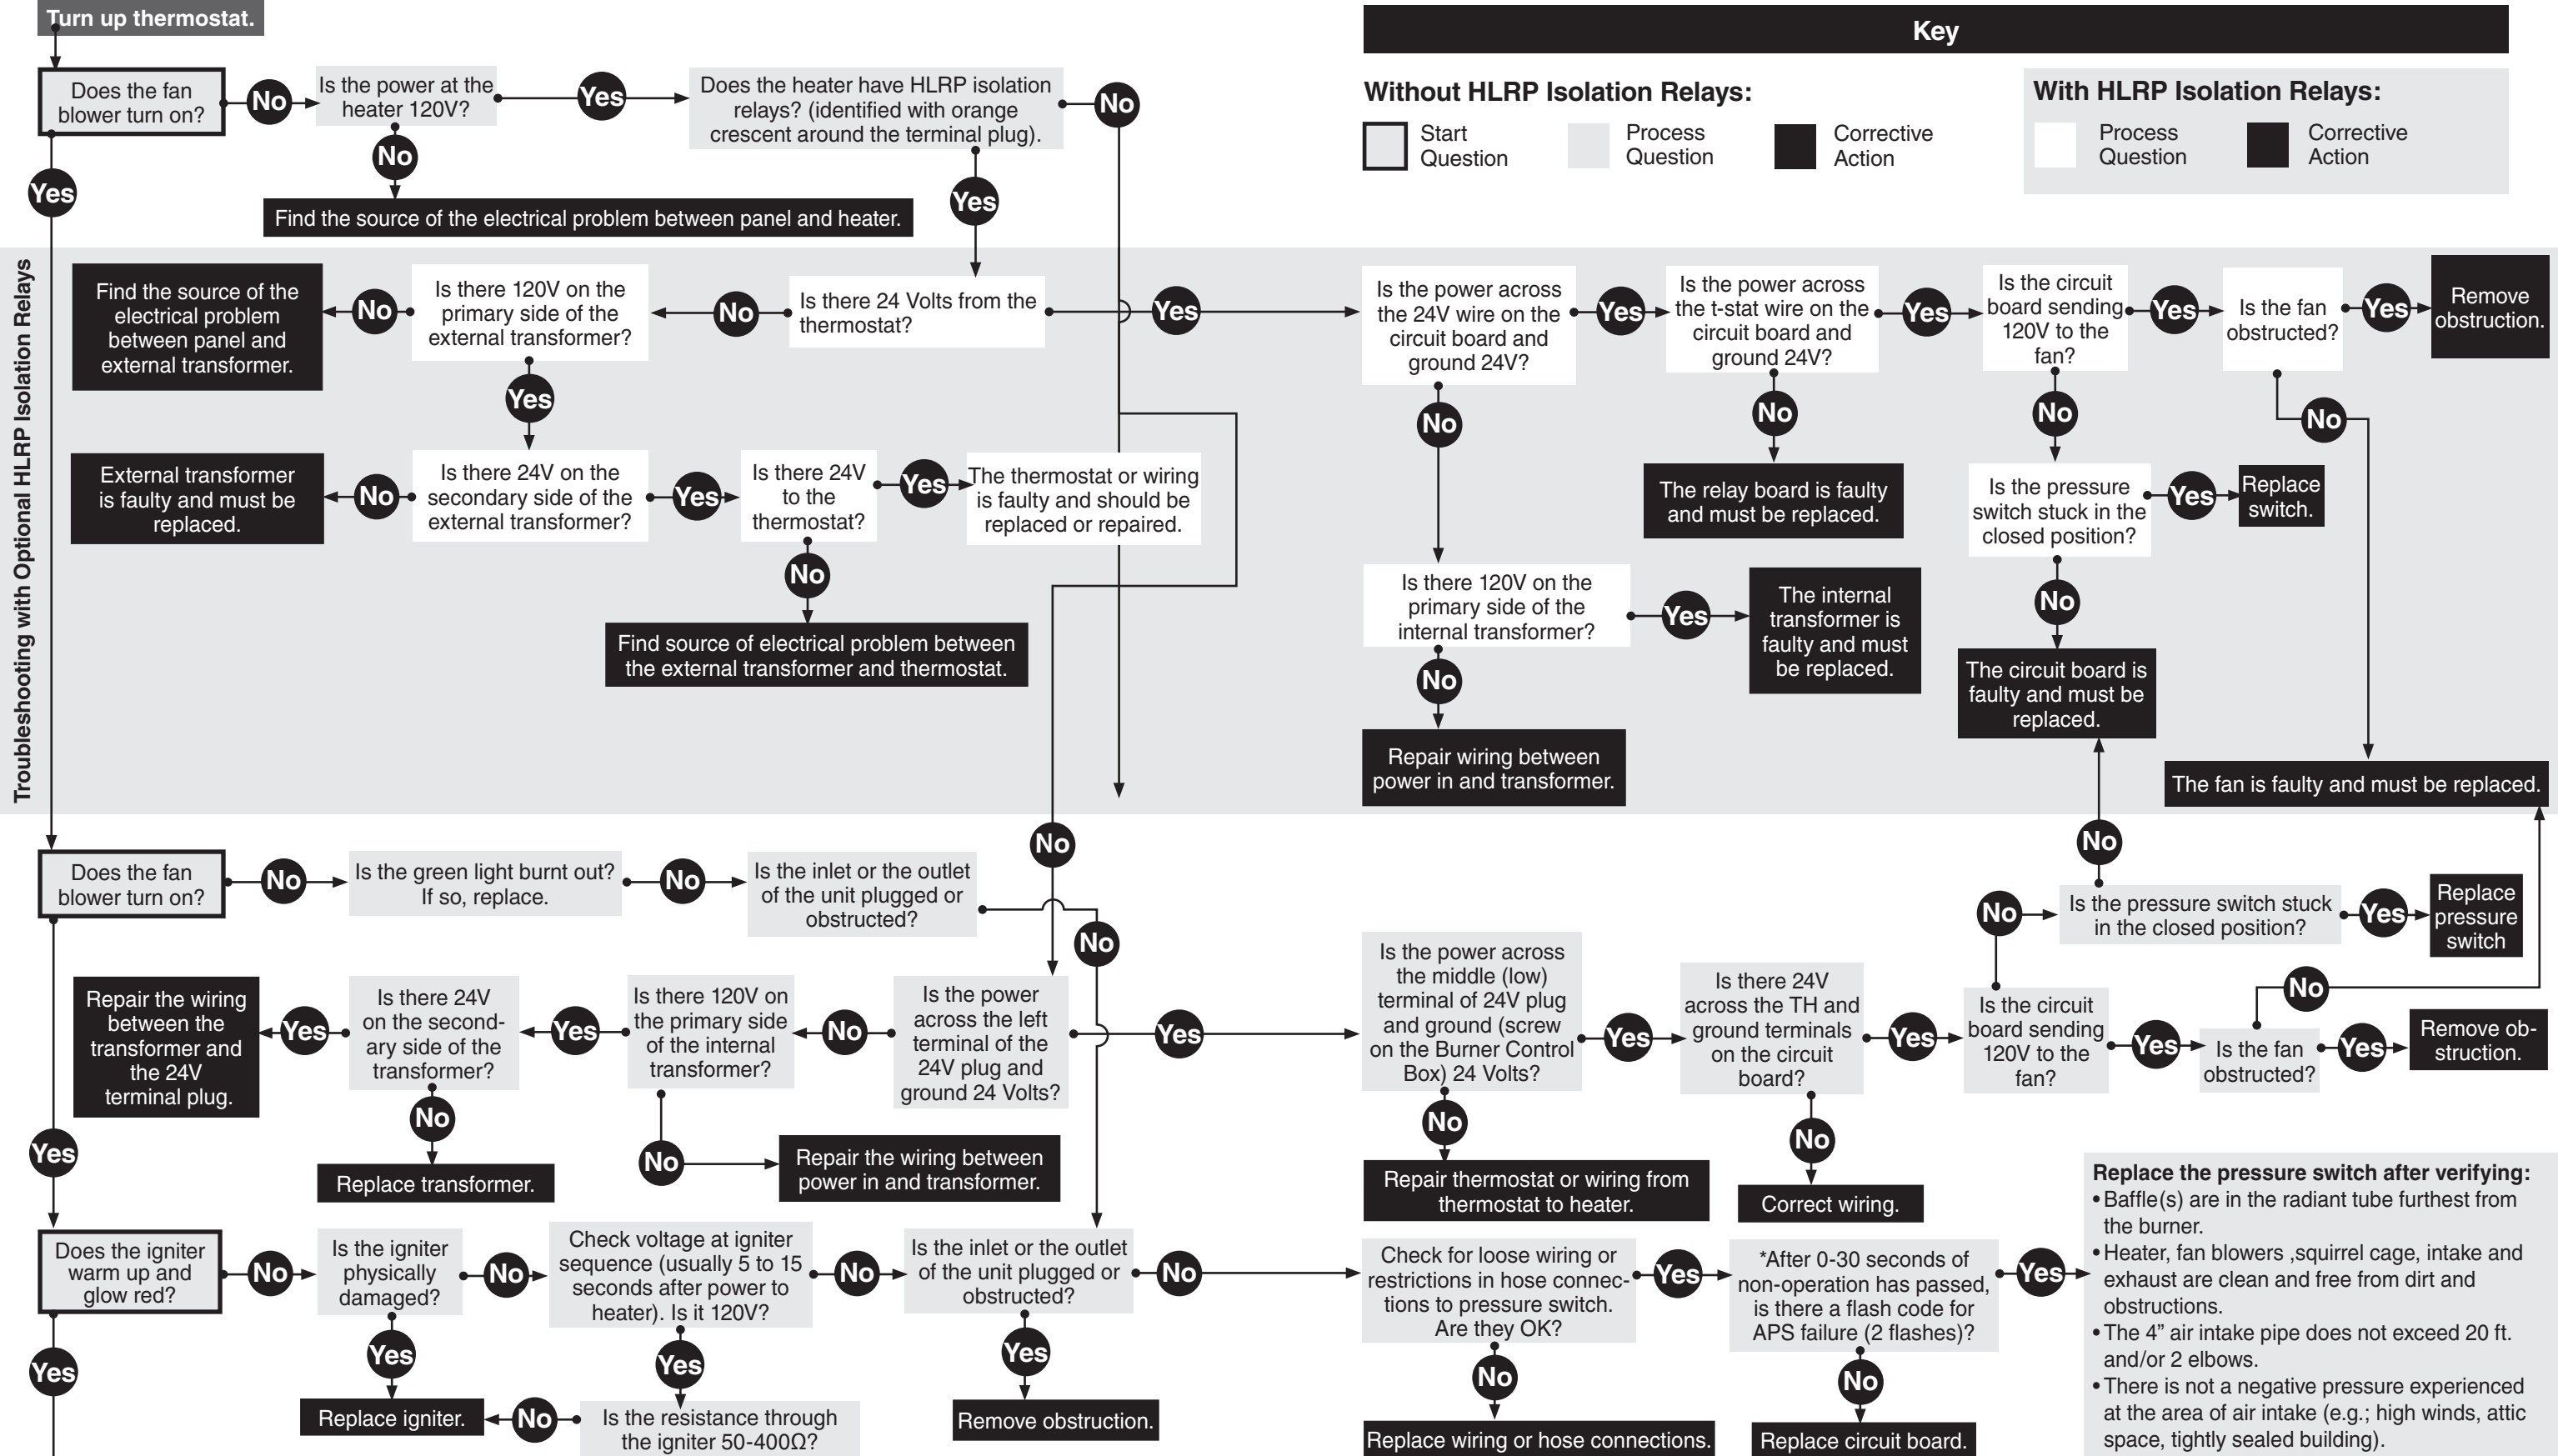 Turn up thermostat.
Key
Does the fan
blower turn on?
No
Is the power at the
heater 120V?
Yes
Does the heater have HLRP isolation
relays? (identified with orange
crescent around the terminal plug).
No
Without HLRP Isolation Relays:
Start
Question
Process
Question
Corrective
Action
With HLRP Isolation Relays:
Process
Question
Corrective
Action
No
Yes
Yes
Find the source of the electrical problem between panel and heater.
Troubleshooting with Optional HLRP Isolation Relays
Find the source of the
electrical problem
between panel and
external transformer.
No
Is there 120V on the
primary side of the
external transformer?
No
Is there 24 Volts from the
thermostat?
Yes
Is the power across
the 24V wire on the
circuit board and
ground 24V?
Yes
Is the power across
the t-stat wire on the
circuit board and
ground 24V?
Yes
Is the circuit
board sending
120V to the
fan?
Yes
Is the fan
obstructed?
Yes
Remove
obstruction.
Yes
No
No
No
No
External transformer
is faulty and must be
replaced.
No
Is there 24V on the
secondary side of the
external transformer?
Yes
Is there 24V
to the
thermostat?
Yes
The thermostat or wiring
is faulty and should be
replaced or repaired.
The relay board is faulty
and must be replaced.
Is the pressure
switch stuck in the
closed position?
Yes
Replace
switch.
No
Find source of electrical problem between
the external transformer and thermostat.
Is there 120V on the
primary side of the
internal transformer?
Yes
The internal
transformer is
faulty and must
be replaced.
No
No
The circuit board is
faulty and must be
replaced.
Repair wiring between
power in and transformer.
The fan is faulty and must be replaced.
No
No
Does the fan
blower turn on?
No
Is the green light burnt out?
If so, replace.
No
Is the inlet or the outlet
of the unit plugged or
obstructed?
No
No
Is the pressure switch stuck
in the closed position?
Yes
Replace
pressure
switch
Repair the wiring
between the
transformer and
the 24V
terminal plug.
Yes
Is there 24V
on the second-
ary side of the
transformer?
Yes
Is there 120V on
the primary side
of the internal
transformer?
No
Is the power
across the left
terminal of the
24V plug and
ground 24 Volts?
Yes
Is the power across
the middle (low)
terminal of 24V plug
and ground (screw
on the Burner Control
Box) 24 Volts?
Yes
Is there 24V
across the TH and
ground terminals
on the circuit
board?
Yes
Is the circuit
board sending
120V to the
fan?
Yes
No
Is the fan
obstructed?
Yes
Remove ob-
struction.
Yes
No
Replace transformer.
No
Repair the wiring between
power in and transformer.
No
Repair thermostat or wiring from
thermostat to heater.
No
Correct wiring.
Does the igniter
warm up and
glow red?
No
Is the igniter
physically
damaged?
No
Check voltage at igniter
sequence (usually 5 to 15
seconds after power to
heater). Is it 120V?
No
Is the inlet or the outlet
of the unit plugged or
obstructed?
No
Check for loose wiring or
restrictions in hose connec-
tions to pressure switch.
Are they OK?
Yes
*After 0-30 seconds of
non-operation has passed,
is there a flash code for
APS failure (2 flashes)?
Yes
Replace the pressure switch after verifying:
• Baffle(s) are in the radiant tube furthest from
the burner.
• Heater, fan blowers ,squirrel cage, intake and
exhaust are clean and free from dirt and
obstructions.
• The 4” air intake pipe does not exceed 20 ft.
and/or 2 elbows.
• There is not a negative pressure experienced
at the area of air intake (e.g.; high winds, attic
space, tightly sealed building).
Yes
Yes
Yes
Yes
No
No
Replace igniter.
No
Is the resistance through
the igniter 50-400Ω?
Remove obstruction.
Replace wiring or hose connections.
Replace circuit board.